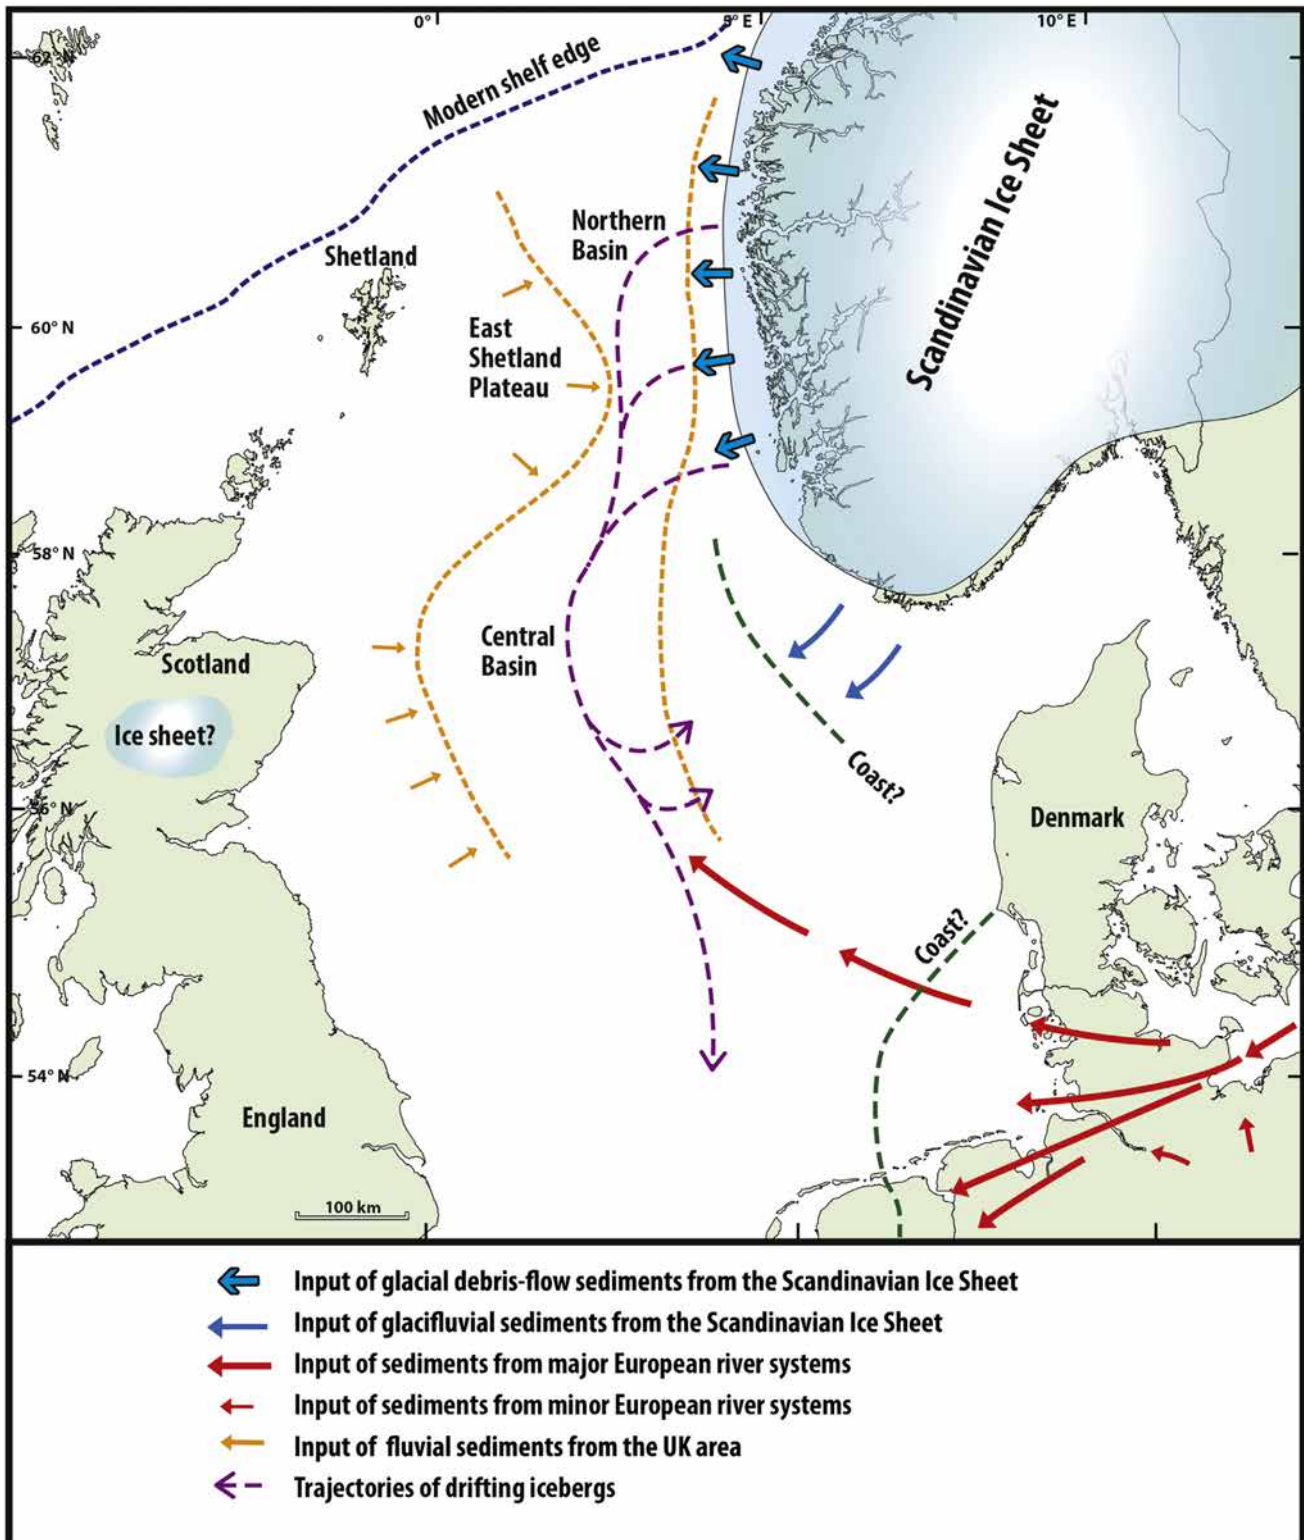 0°
5° E
10° E
62° N
Modern shelf edge
Scandinavian Ice Sheet
Northern
Basin
Shetland
60° N
East
Shetland
Plateau
58° N
Central
Basin
Scotland
Ice sheet?
Coast?
56° N
Denmark
Coast?
54° N
England
100 km
Input of glacial debris-flow sediments from the Scandinavian Ice Sheet
Input of glacifluvial sediments from the Scandinavian Ice Sheet
Input of sediments from major European river systems
Input of sediments from minor European river systems
Input of fluvial sediments from the UK area
Trajectories of drifting icebergs